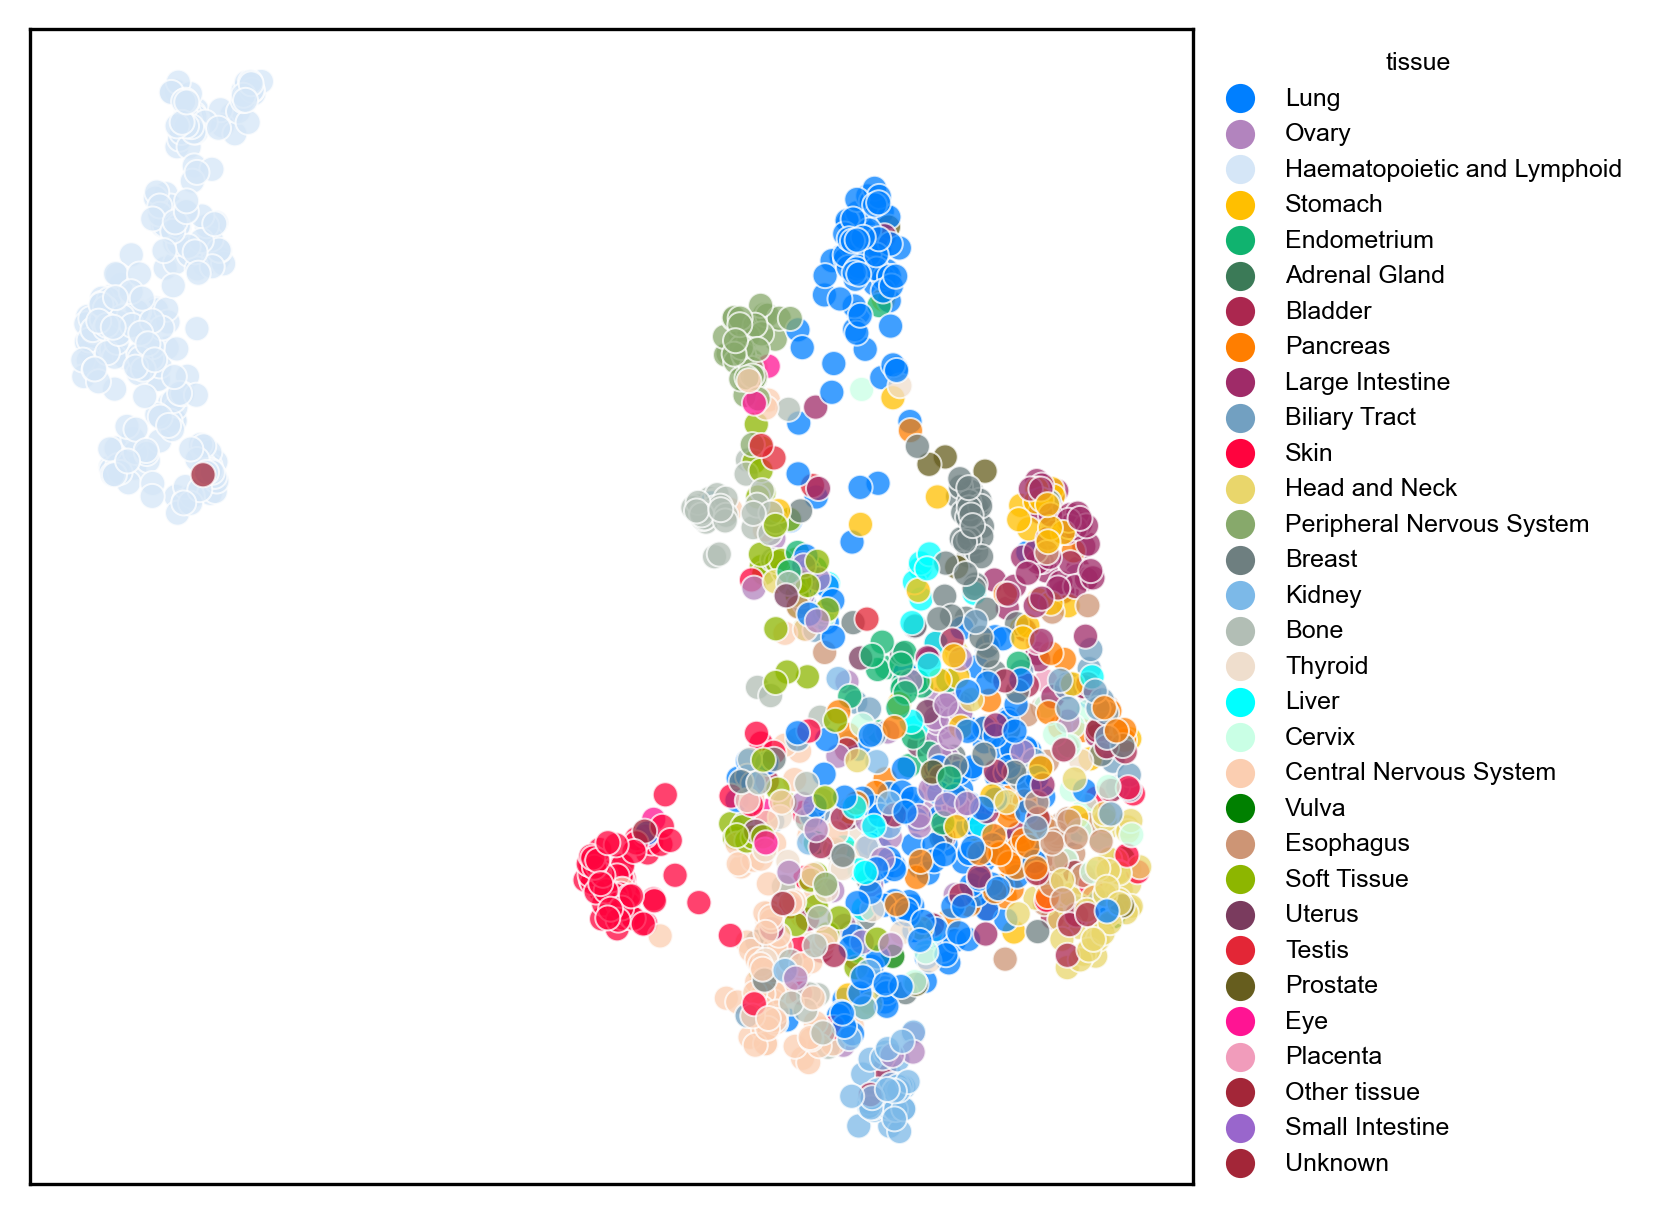 tissue
Lung
Ovary
Haematopoietic and Lymphoid
Stomach
Endometrium
Adrenal Gland
Bladder
Pancreas
Large Intestine
Biliary Tract
Skin
Head and Neck
Peripheral Nervous System
Breast
Kidney
Bone
Thyroid
Liver
Cervix
Central Nervous System
Vulva
Esophagus
Soft Tissue
Uterus
Testis
Prostate
Eye
Placenta
Other tissue
Small Intestine
Unknown